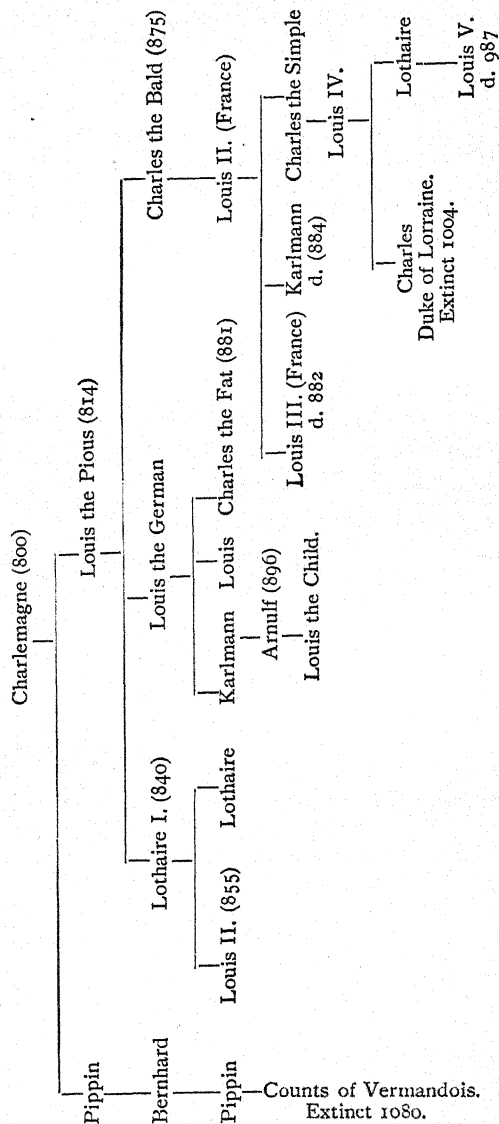 Charlemagne (800)
Pippin
Louis the Pious (814)
Bernhard
Lothaire I. (840)
Louis the German
Charles the Bald (875)
Pippin
Louis II. (855)
Lothaire
Karlmann
Louis
Charles the Fat (881)
Louis II. (France)
Counts of Vermandois.
Extinct 1080.
Arnulf (896)
Louis the Child.
Louis III. (France)
d. 882
Karlmann
d. (884)
Charles the Simple
Louis IV.
Charles
Duke of Lorraine.
Extinct 1004.
Lothaire
Louis V.
d. 987